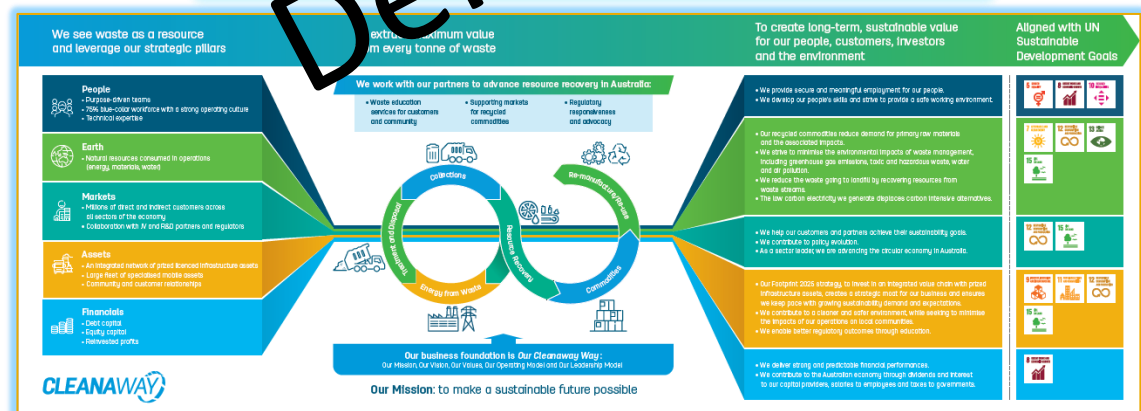 We see waste as a resource
and leverage our strategic pillars
extract maximum value
from every tonne of waste
To create long-term, sustainable value
for our people, customers, investors
and the environment
Aligned with UN
Sustainable
Development Goals
People
• Purpose-driven teams
• 75% blue-collar workforce with a strong operating culture
• Technical expertise
Earth
• Natural resources consumed in operations
(energy, materials, water)
Markets
• Millions of direct and indirect customers across
all sectors of the economy
• Collaboration with JV and R&D partners and regulators
Assets
• An integrated network of prized licenced infrastructure assets
• Large fleet of specialised mobile assets
• Community and customer relationships
Financials
• Debt capital
• Equity capital
• Reinvested profits
CLEANAWAY
We work with our partners to advance resource recovery in Australia:
• Waste education
services for customers
and community
• Supporting markets
for recycled
commodities
• Regulatory
responsiveness
and advocacy
Collections
Treatment and Disposal
Energy from Waste
Resource Recovery
Re-manufacture/Re-use
Commodities
Our business foundation is Our Cleanaway Way:
Our Mission, Our Vision, Our Values, Our Operating Model and Our Leadership Model
Our Mission: to make a sustainable future possible
• We provide secure and meaningful employment for our people.
• We develop our people's skills and strive to provide a safe working environment.
• Our recycled commodities reduce demand for primary raw materials
and the associated impacts.
• We strive to minimise the environmental impacts of waste management,
including greenhouse gas emissions, toxic and hazardous waste, water
and air pollution.
• We reduce the waste going to landfill by recovering resources from
waste streams.
• The low carbon electricity we generate displaces carbon intensive alternatives.
• We help our customers and partners achieve their sustainability goals.
• We contribute to policy evolution.
• As a sector leader, we are advancing the circular economy in Australia.
• Our Footprint 2025 strategy, to invest in an integrated value chain with prized
infrastructure assets, creates a strategic moat for our business and ensures
we keep pace with growing sustainability demand and expectations.
• We contribute to a cleaner and safer environment, while seeking to minimise
the impacts of our operations on local communities.
• We enable better regulatory outcomes through education.
• We deliver strong and predictable financial performances.
• We contribute to the Australian economy through dividends and interest
to our capital providers, salaries to employees and taxes to governments.